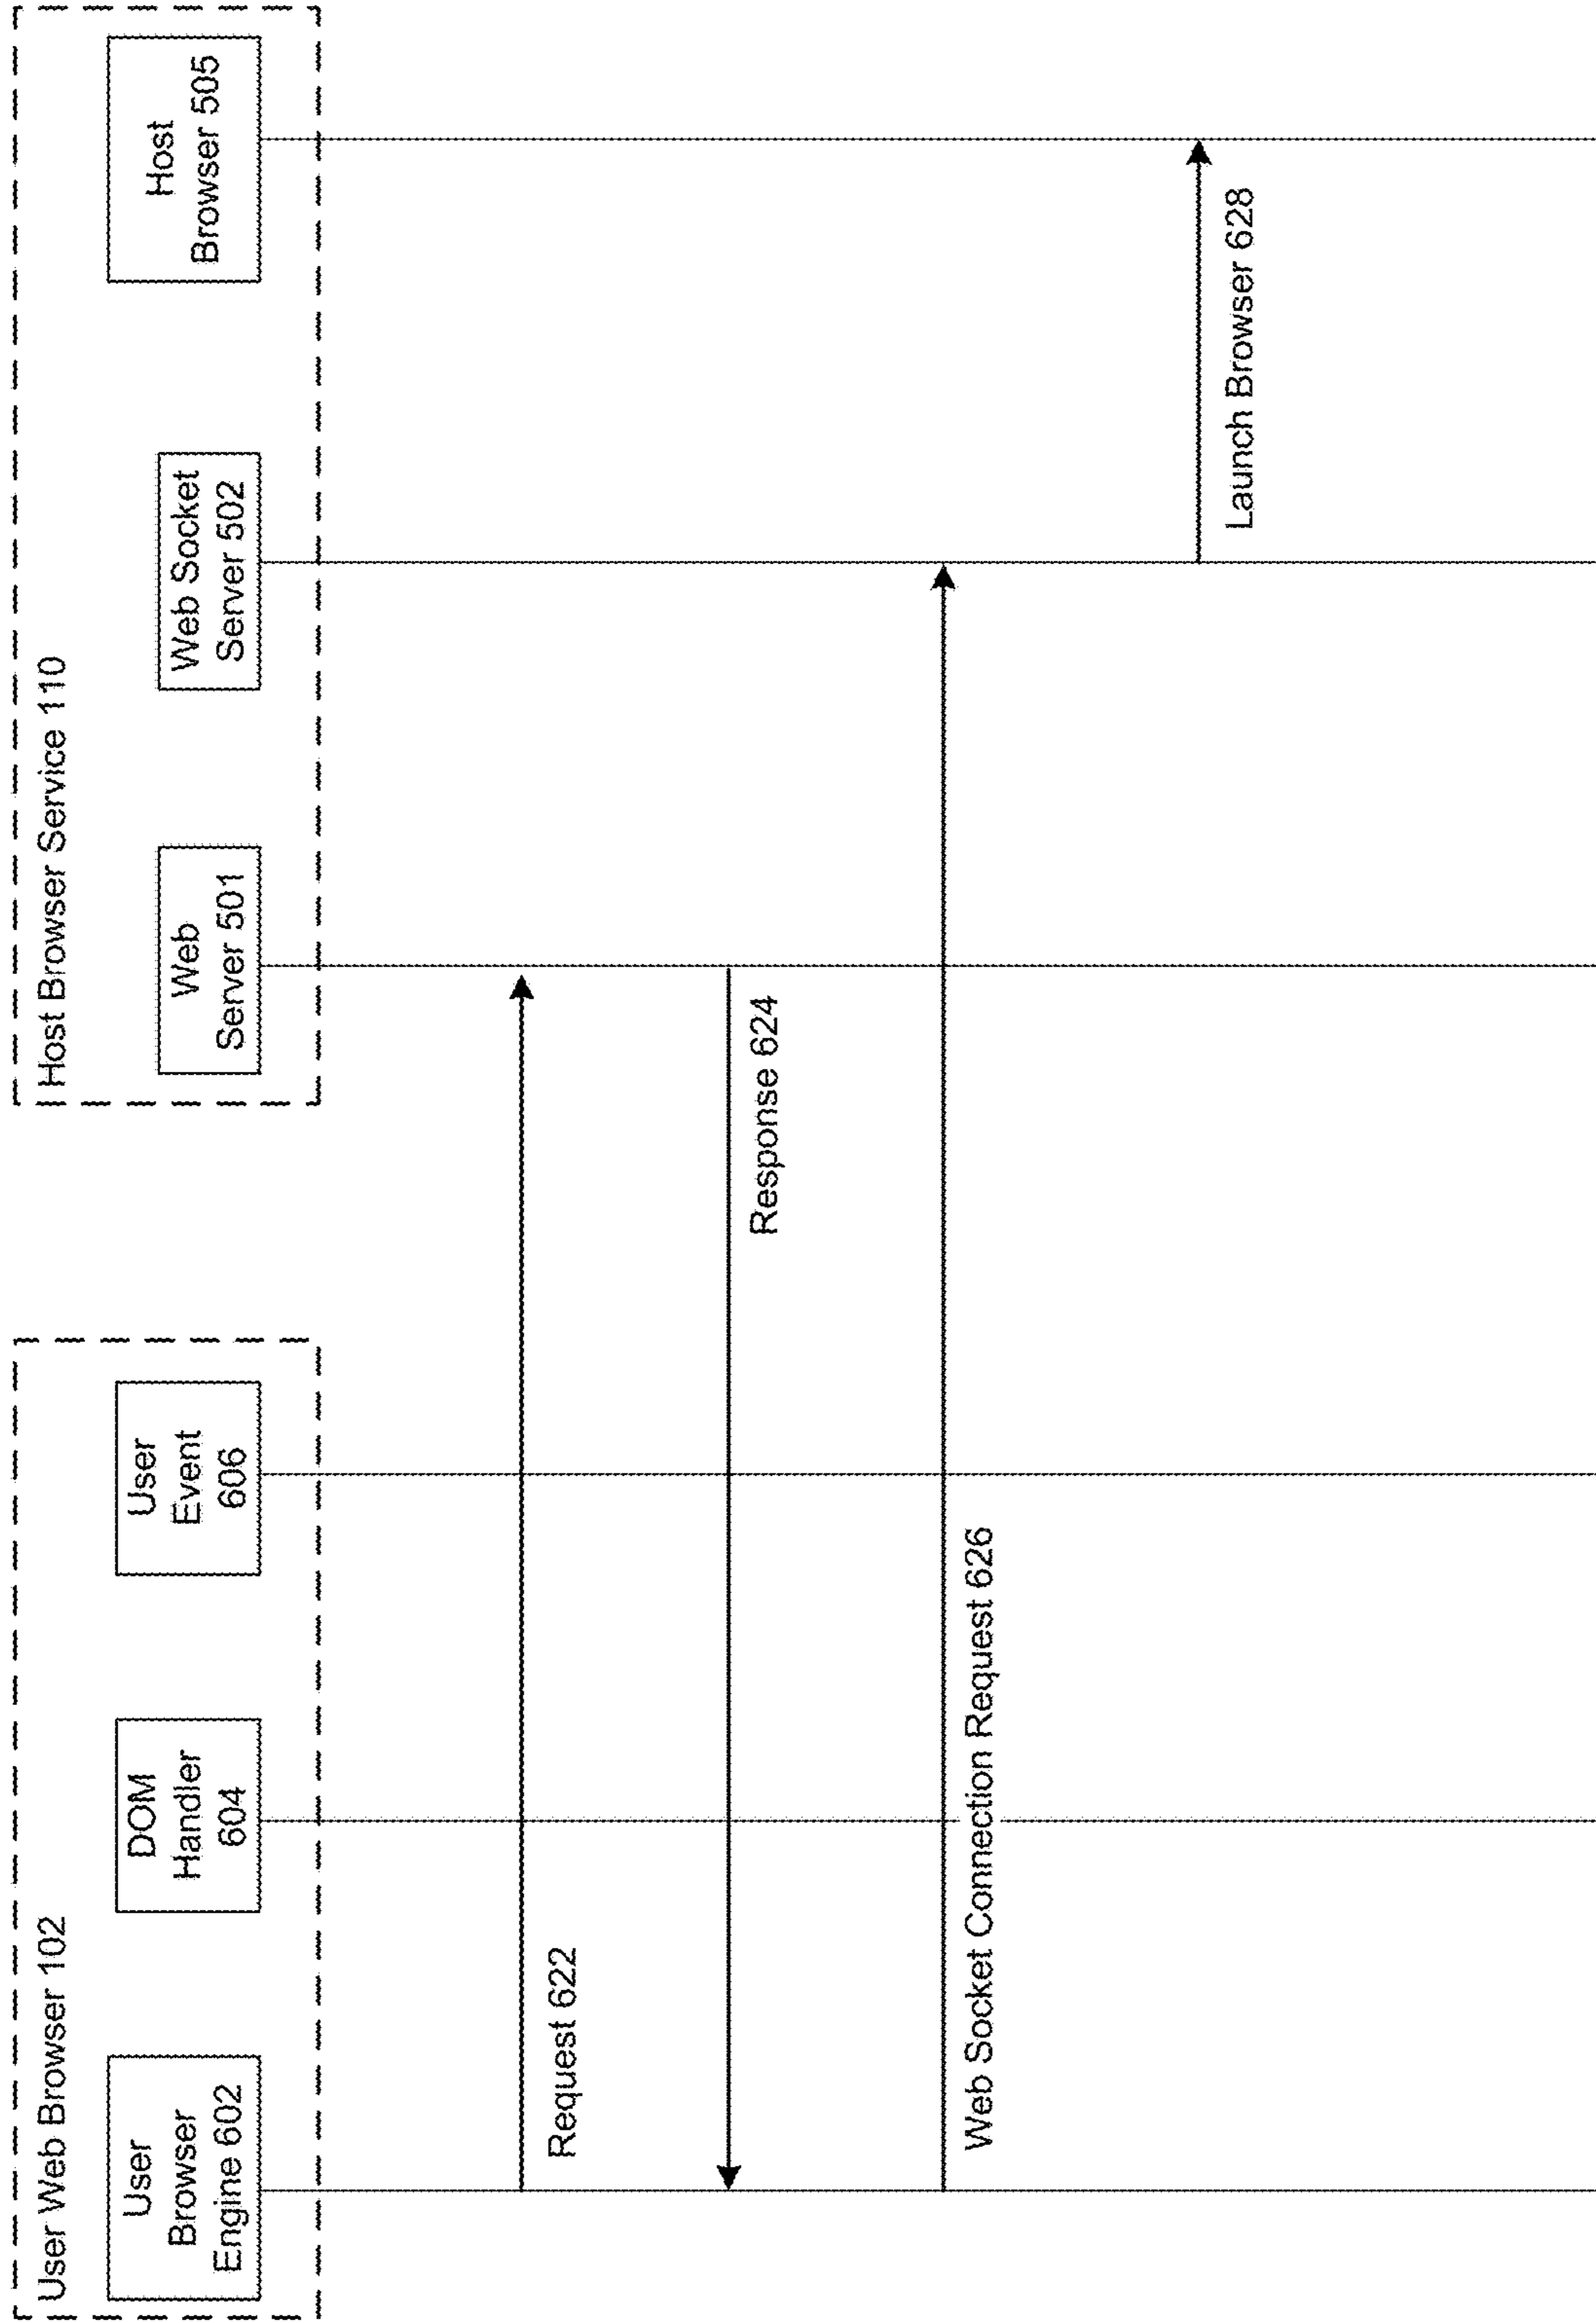 User Web Browser 102
User
Browser
Engine 602
DOM
Handler
604
User
Event
606
Host Browser Service 110
Web
Server 501
Web Socket
Server 502
Host
Browser 505
Request 622
Response 624
Web Socket Connection Request 626
Launch Browser 628